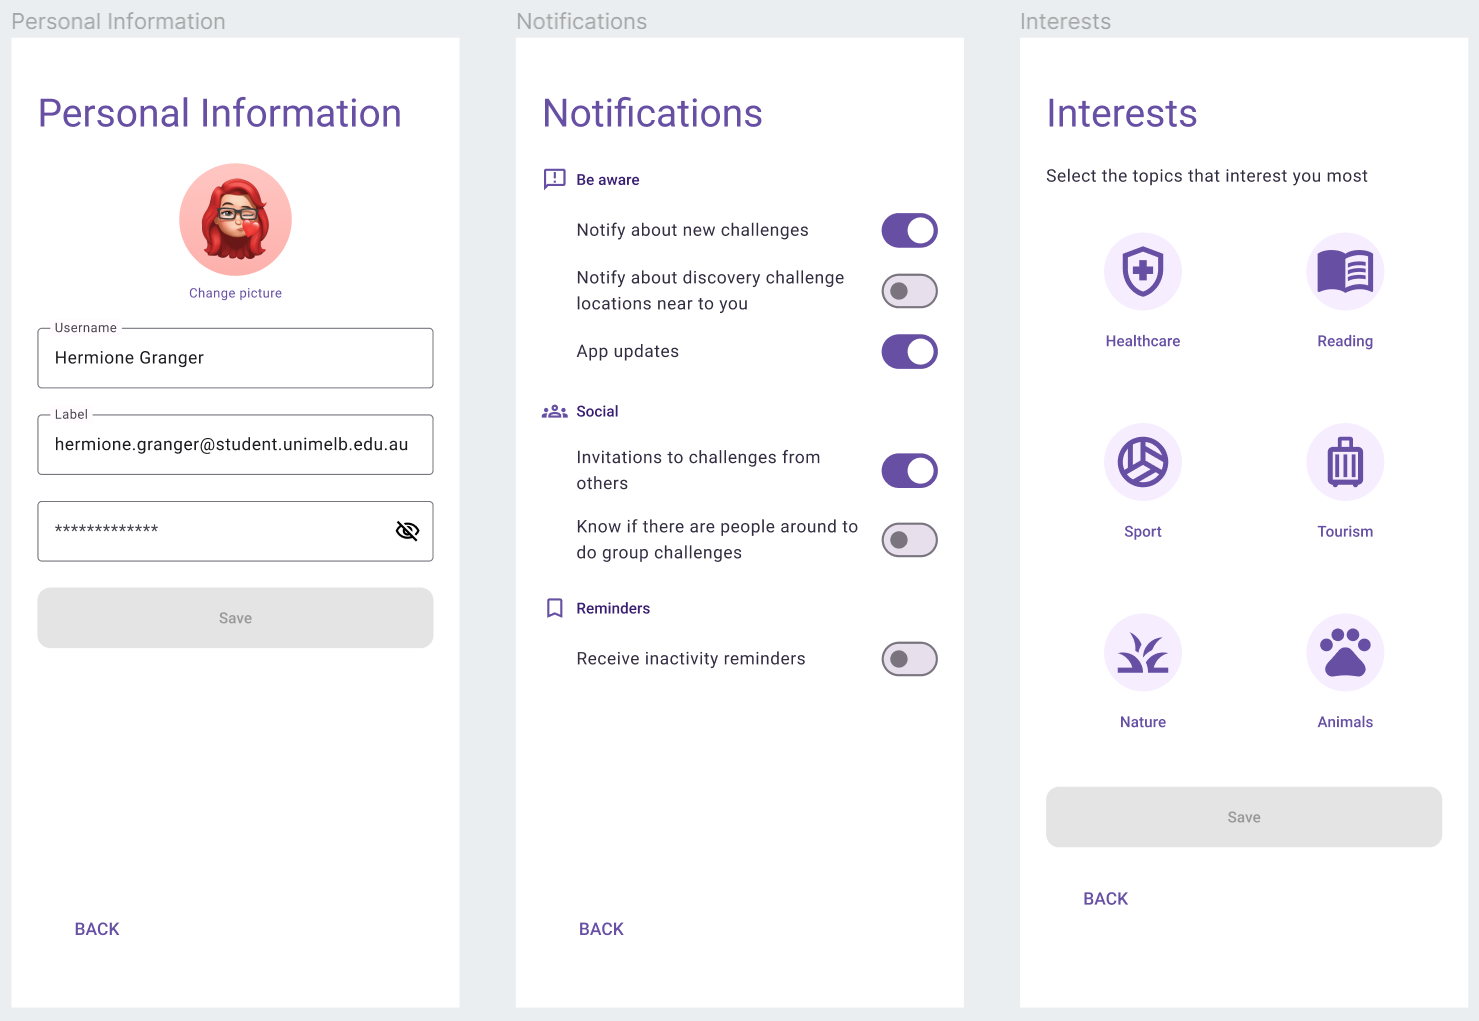 Personal Information
Personal Information
Change picture
Username
Hermione Granger
Label
hermione.granger@student.unimelb.edu.au
*************
Save
BACK
Notifications
Notifications
Be aware
Notify about new challenges
Notify about discovery challenge
locations near to you
App updates
Social
Invitations to challenges from
others
Know if there are people around to
do group challenges
Reminders
Receive inactivity reminders
BACK
Interests
Interests
Select the topics that interest you most
Healthcare
Reading
Sport
Tourism
Nature
Animals
Save
BACK